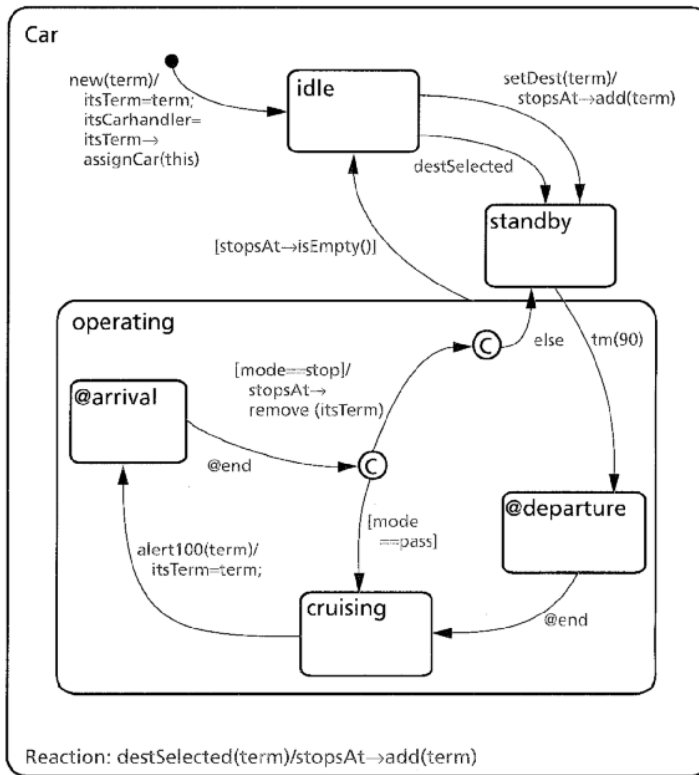 Car
new(term)/
itsTerm=term;
itsCarhandler=
itsTerm→
assignCar(this)
idle
setDest(term)/
stopsAt→add(term)
destSelected
standby
[stopsAt→isEmpty()]
operating
else
tm(90)
[mode==stop]/
stopsAt→
remove (itsTerm)
C
@arrival
@end
C
@departure
[mode
==pass]
alert100(term)/
itsTerm=term;
cruising
@end
Reaction: destSelected(term)/stopsAt→add(term)